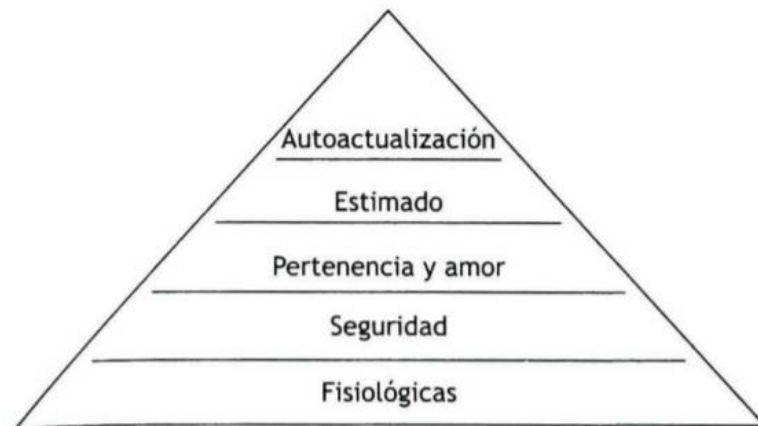 Autoactualización
Estimado
Pertenencia y amor
Seguridad
Fisiológicas